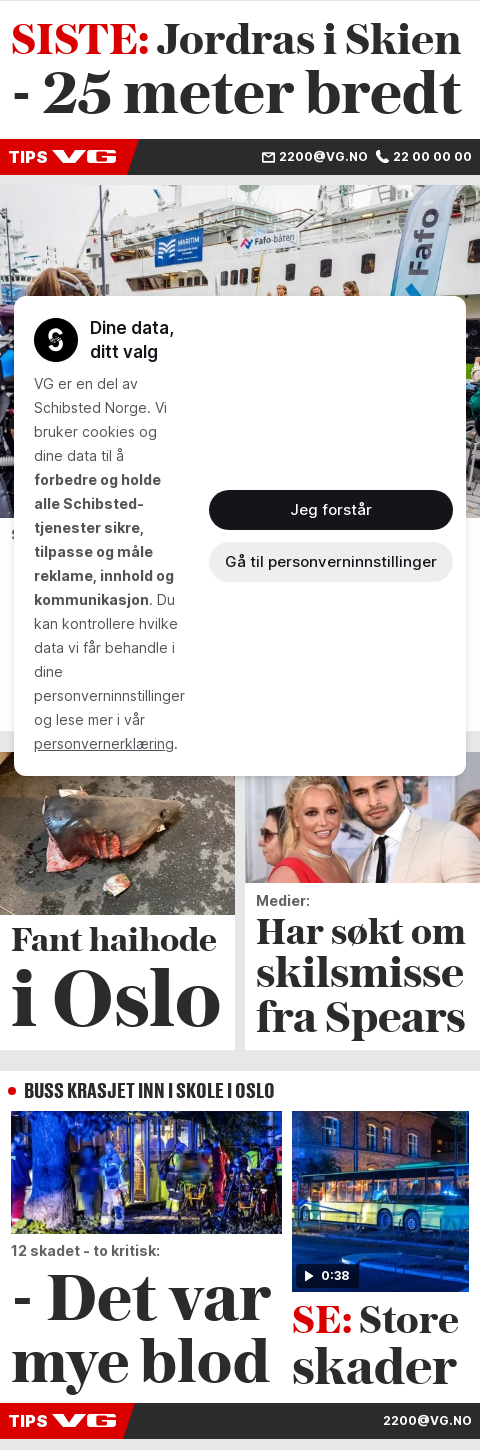 SISTE: Jordras i Skien
- 25 meter bredt
TIPS VG
2200@VG.NO
22 00 00 00
MARITIM
Fafo-båten
Fafo
Dine data,
ditt valg
VG er en del av
Schibsted Norge. Vi
bruker cookies og
dine data til å
forbedre og holde
alle Schibsted-
tjenester sikre,
tilpasse og måle
reklame, innhold og
kommunikasjon. Du
kan kontrollere hvilke
data vi får behandle i
dine
personverninnstillinger
og lese mer i vår
personvernerklæring.
Jeg forstår
Gå til personverninnstillinger
Fant haihode
i Oslo
Medier:
Har søkt om
skilsmisse
fra Spears
BUSS KRASJET INN I SKOLE I OSLO
12 skadet - to kritisk:
- Det var
mye blod
0:38
SE: Store
skader
TIPS VG
2200@VG.NO